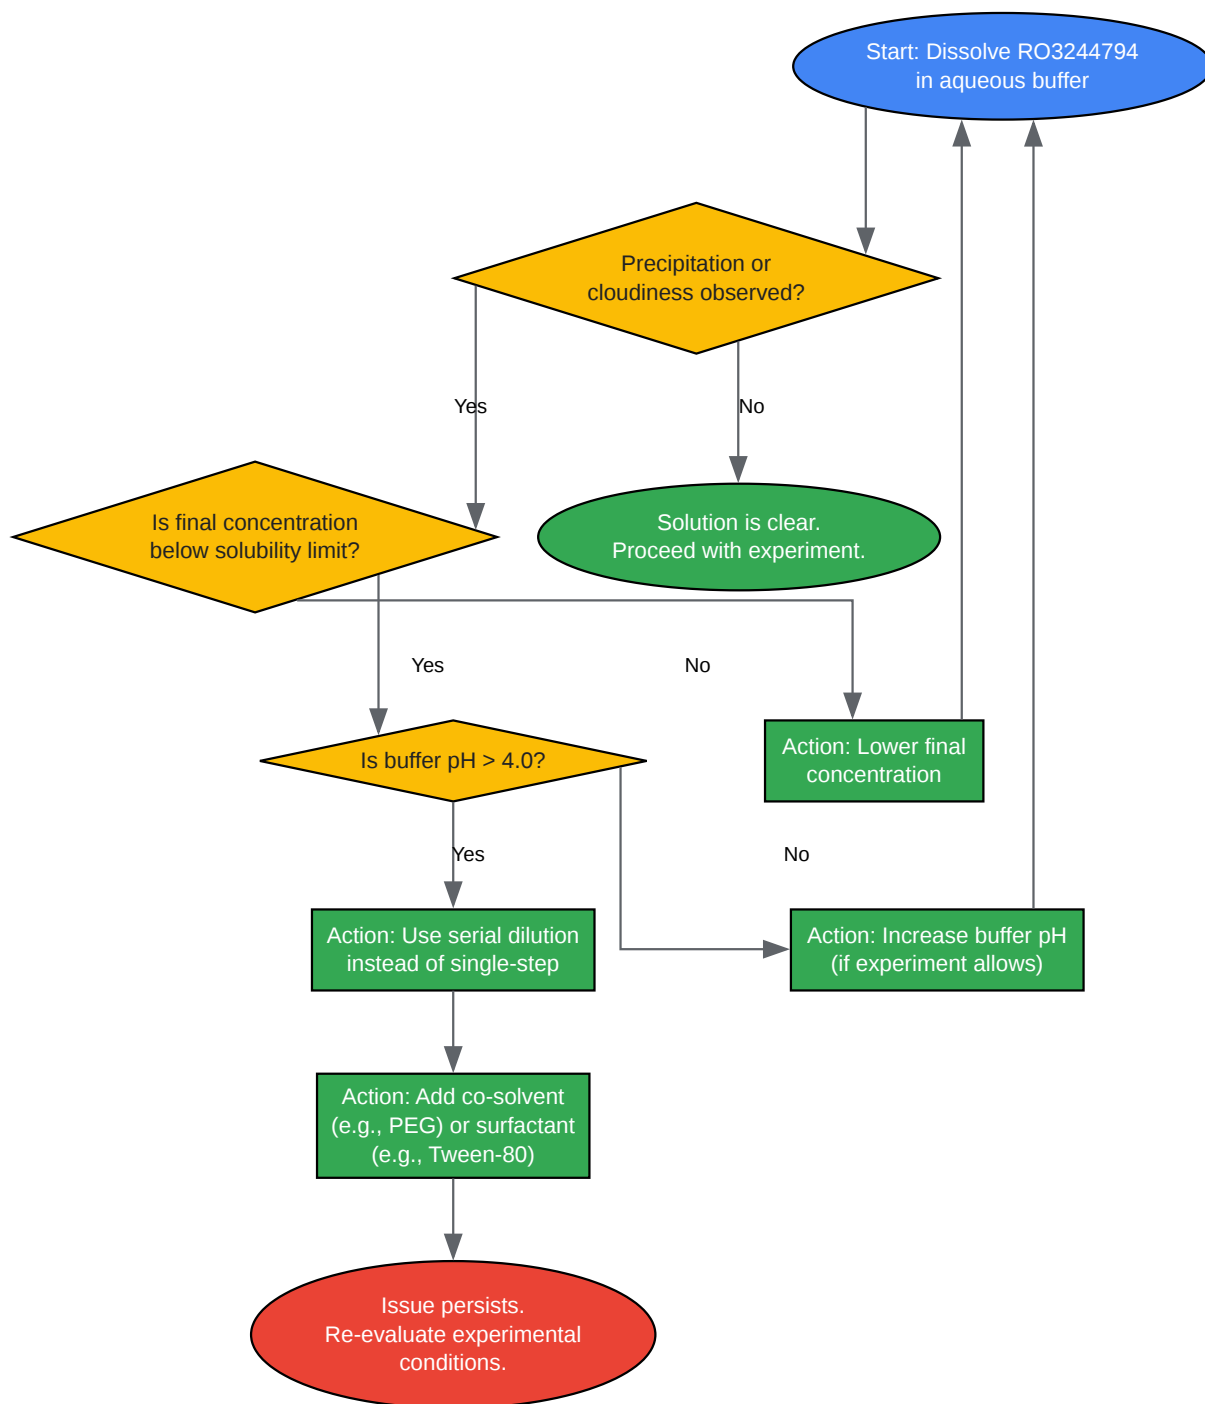 Start: Dissolve RO3244794
in aqueous buffer
Precipitation or
cloudiness observed?
Yes
No
Is final concentration
below solubility limit?
Solution is clear.
Proceed with experiment.
Yes
No
Is buffer pH > 4.0?
Action: Lower final
concentration
Yes
No
Action: Use serial dilution
instead of single-step
Action: Increase buffer pH
(if experiment allows)
Action: Add co-solvent
(e.g., PEG) or surfactant
(e.g., Tween-80)
Issue persists.
Re-evaluate experimental
conditions.